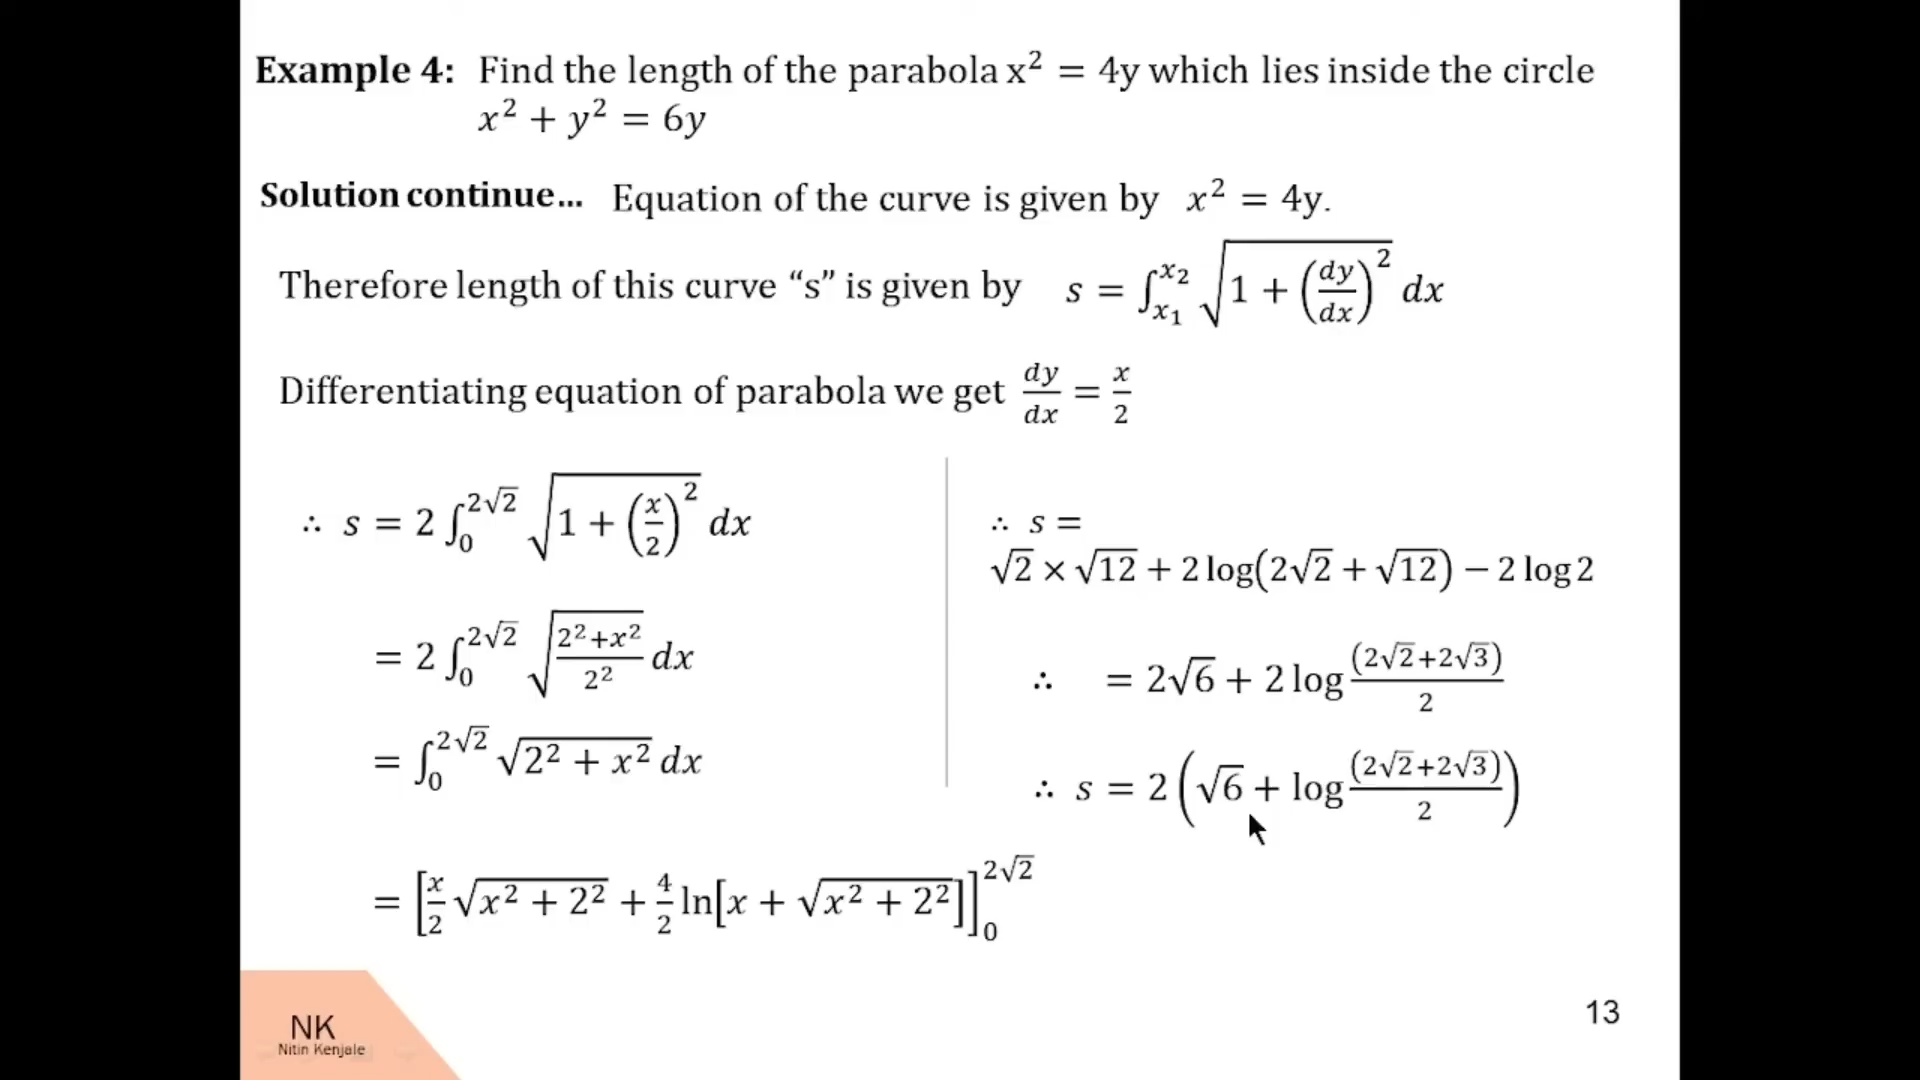 Example 4: Find the length of the parabola x² = 4y which lies inside the circle
x² + y² = 6y
Solution continue... Equation of the curve is given by x² = 4y.
Therefore length of this curve “s” is given by s = ∫_{x₁}^{x₂} √(1 + (dy/dx)²) dx
Differentiating equation of parabola we get dy/dx = x/2
∴ s = 2 ∫_0^{2√2} √(1 + (x/2)²) dx
= 2 ∫_0^{2√2} √((2²+x²)/2²) dx
= ∫_0^{2√2} √(2² + x²) dx
= [x/2 √(x² + 2²) + 4/2 ln[x + √(x² + 2²)]]_0^{2√2}
∴ s =
√2 × √12 + 2 log(2√2 + √12) − 2 log 2
∴ = 2√6 + 2 log (2√2+2√3)/2
∴ s = 2 (√6 + log (2√2+2√3)/2)
NK
Nitin Kenjale
13